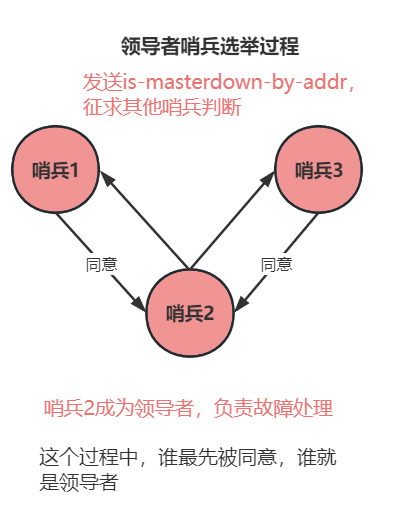 领导者哨兵选举过程
发送is-masterdown-by-addr，
征求其他哨兵判断
哨兵1
哨兵3
同意
同意
哨兵2
哨兵2成为领导者，负责故障处理
这个过程中，谁最先被同意，谁就
是领导者